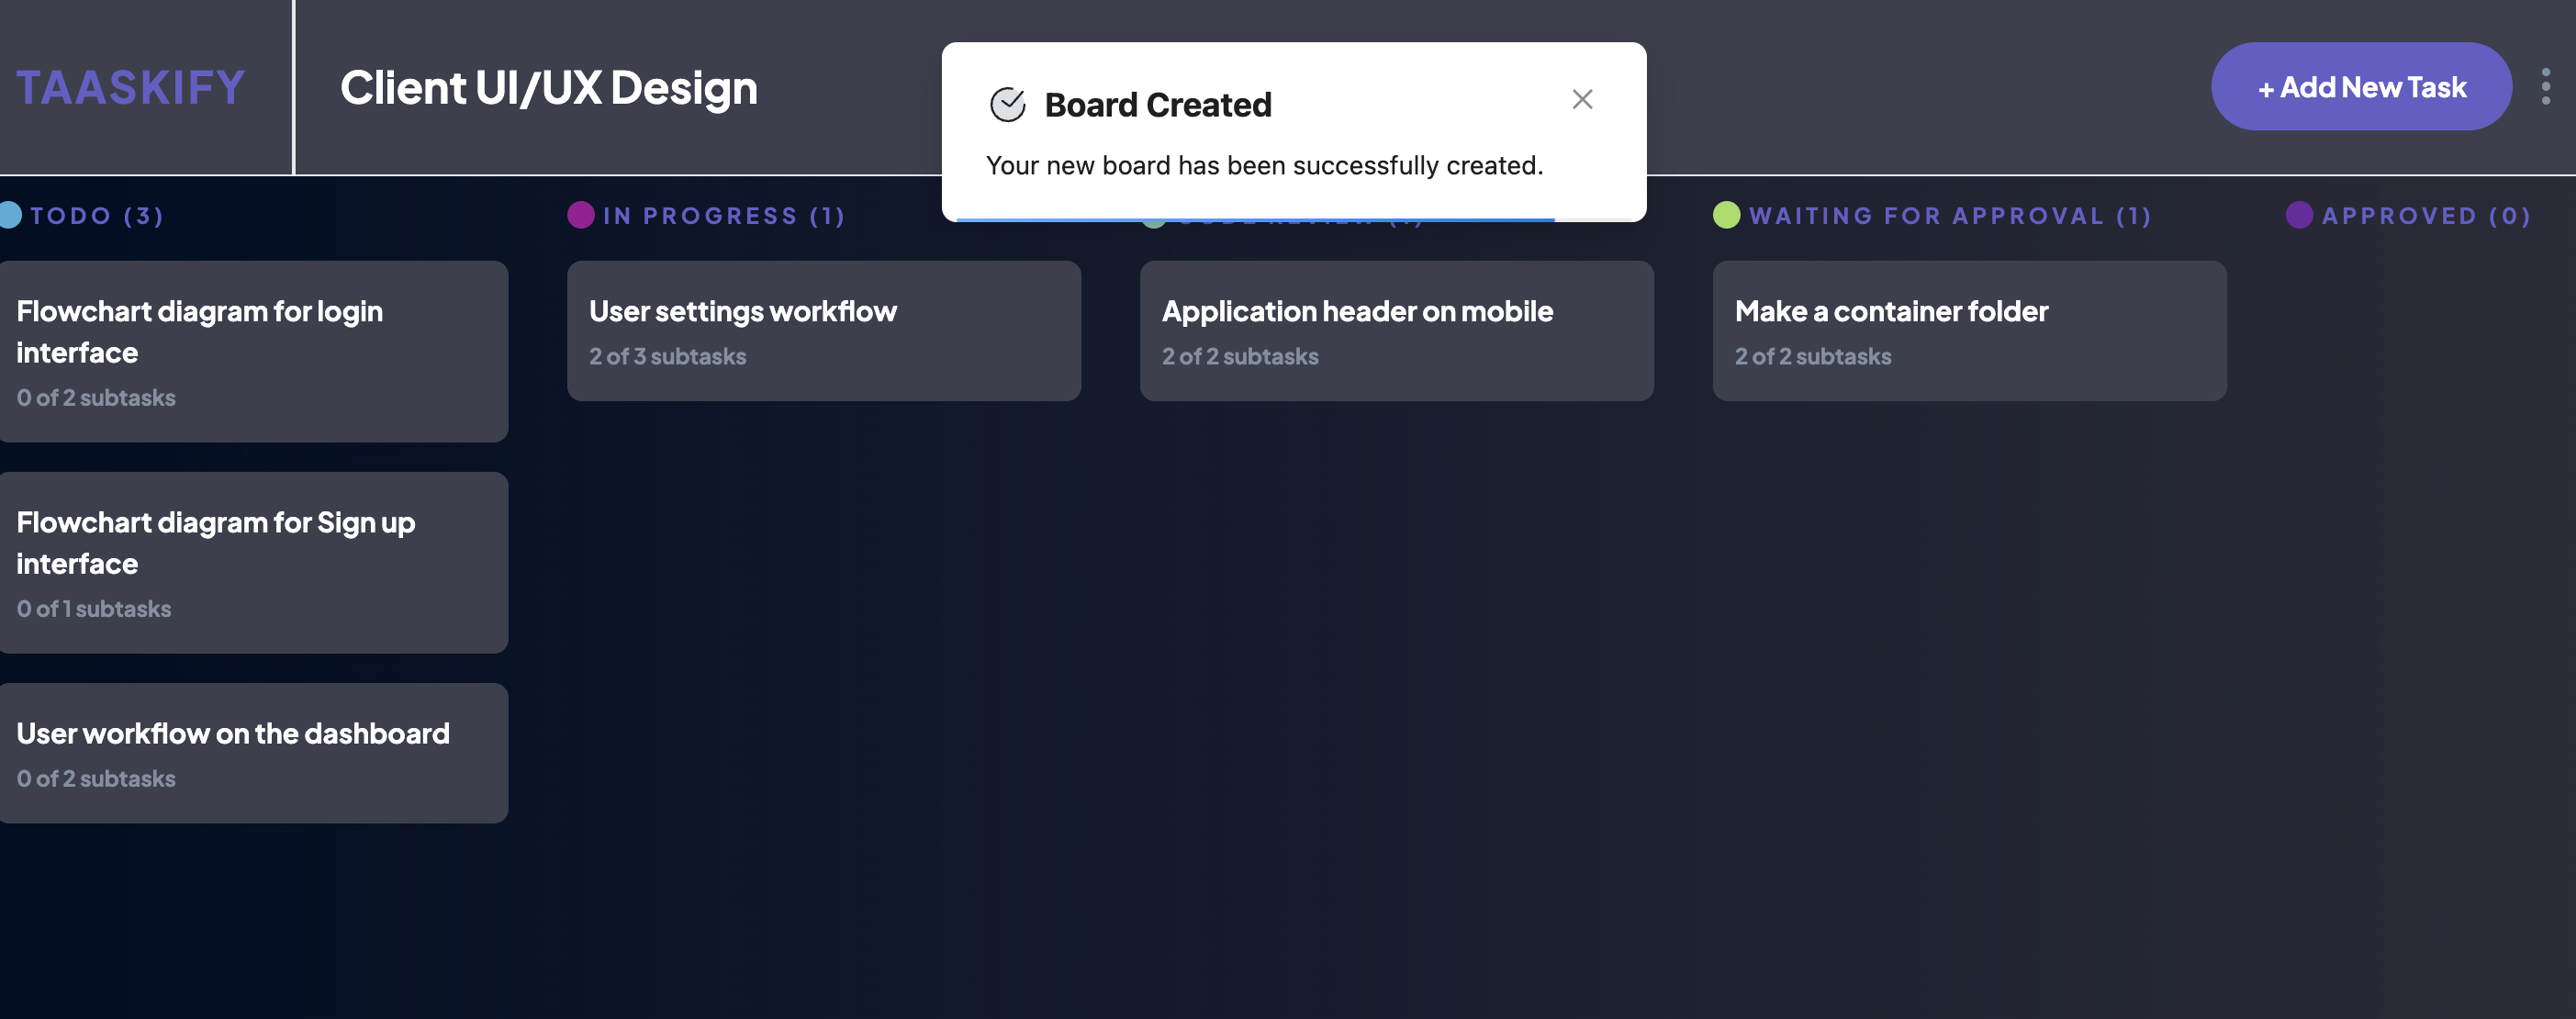 TAASKIFY
Client UI/UX Design
Board Created
Your new board has been successfully created.
+ Add New Task
TODO (3)
IN PROGRESS (1)
WAITING FOR APPROVAL (1)
APPROVED (0)
Flowchart diagram for login
interface
0 of 2 subtasks
Flowchart diagram for Sign up
interface
0 of 1 subtasks
User workflow on the dashboard
0 of 2 subtasks
User settings workflow
2 of 3 subtasks
Application header on mobile
2 of 2 subtasks
Make a container folder
2 of 2 subtasks